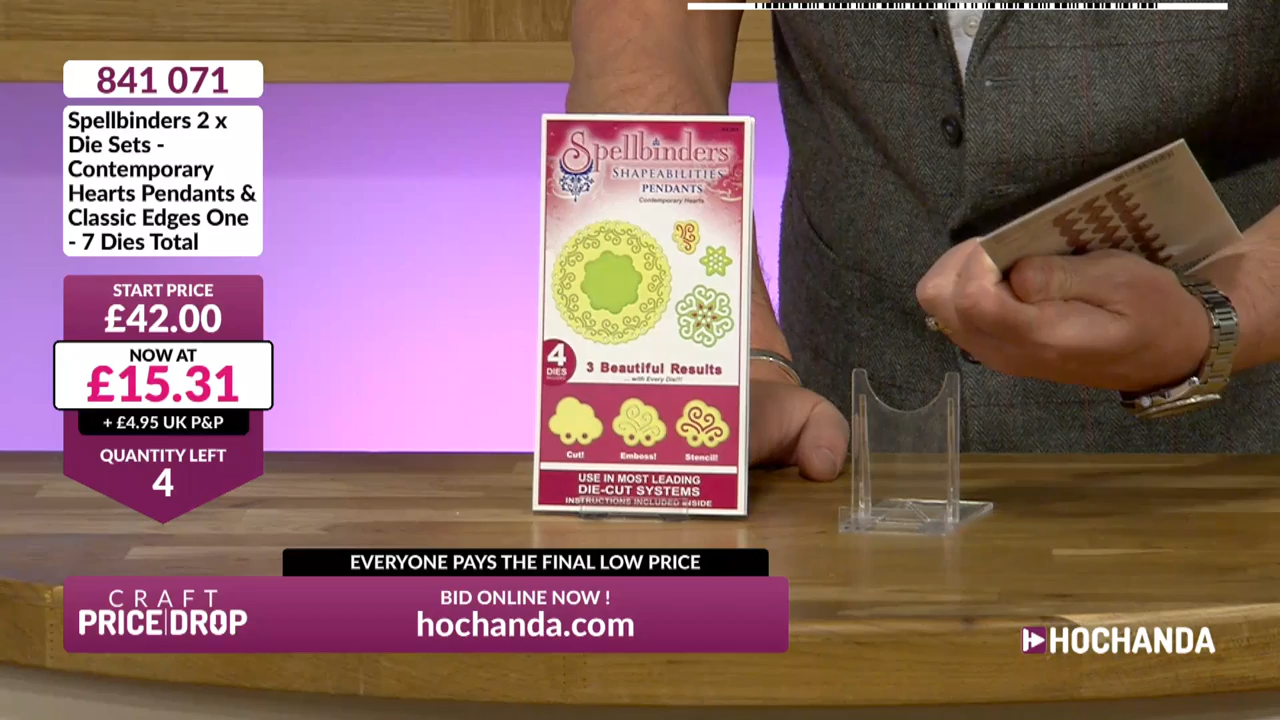 841 071
Spellbinders 2 x
Die Sets -
Contemporary
Hearts Pendants &
Classic Edges One
- 7 Dies Total
START PRICE
£42.00
NOW AT
£15.31
+ £4.95 UK P&P
QUANTITY LEFT
4
Spellbinders
SHAPEABILITIES
PENDANTS
Contemporary Hearts
4
DIES
3 Beautiful Results
...with Every Die!!!
Cut!
Emboss!
Stencil!
USE IN MOST LEADING
DIE-CUT SYSTEMS
INSTRUCTIONS INCLUDED INSIDE
EVERYONE PAYS THE FINAL LOW PRICE
CRAFT
PRICE DROP
BID ONLINE NOW !
hochanda.com
HOCHANDA